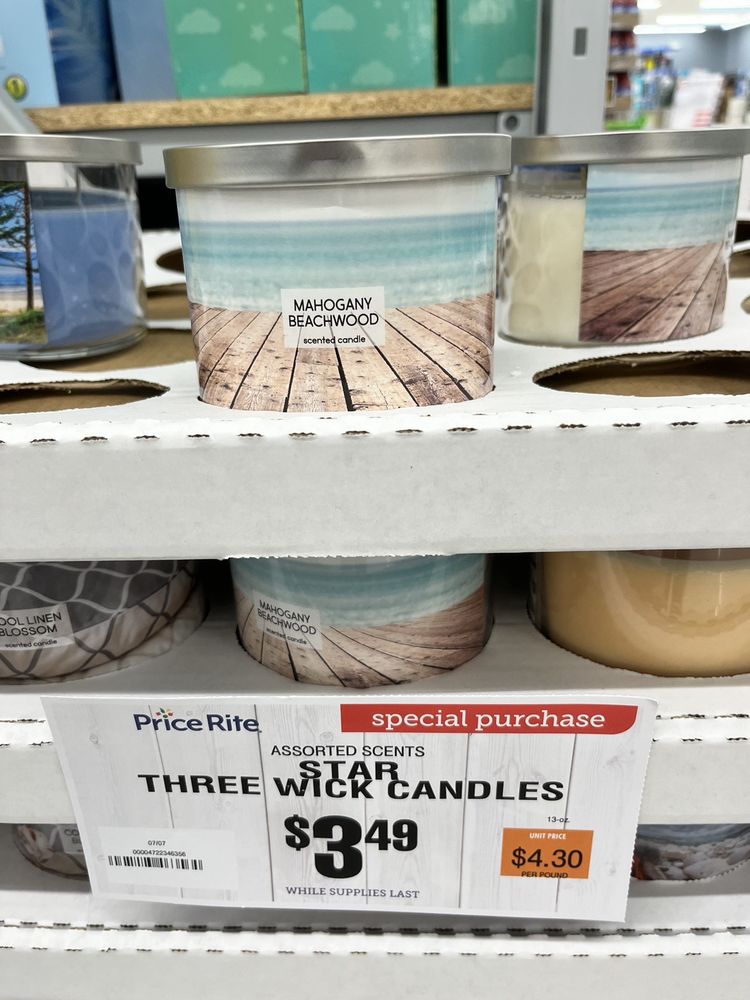 MAHOGANY
BEACHWOOD
scented candle
OOL LINEN
BLOSSOM
scented candle
MAHOGANY
BEACHWOOD
scented candle
Price Rite
special purchase
ASSORTED SCENTS
STAR
THREE WICK CANDLES
$3.49
13-oz.
UNIT PRICE
$4.30
PER POUND
07/07
00004722346356
WHILE SUPPLIES LAST